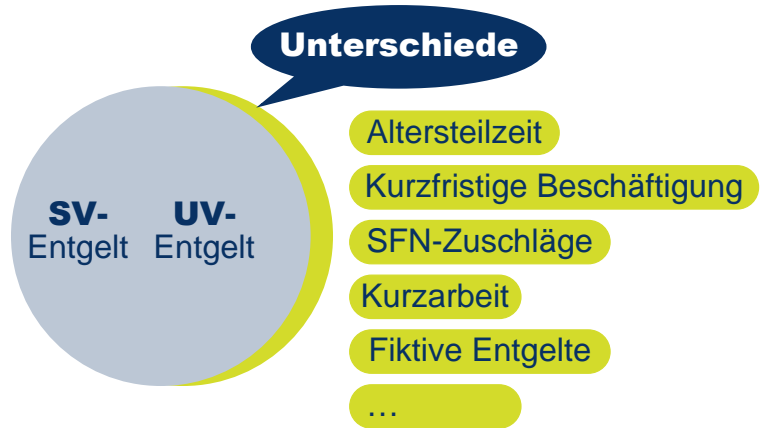 Unterschiede
SV-
Entgelt
UV-
Entgelt
Altersteilzeit
Kurzfristige Beschäftigung
SFN-Zuschläge
Kurzarbeit
Fiktive Entgelte
…